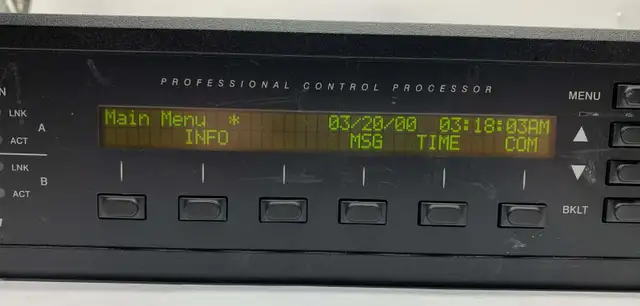 PROFESSIONAL CONTROL PROCESSOR
MENU
LNK
A
ACT
Main Menu * 03/20/00 03:18:03AM
INFO MSG TIME COM
LNK
B
ACT
BKLT